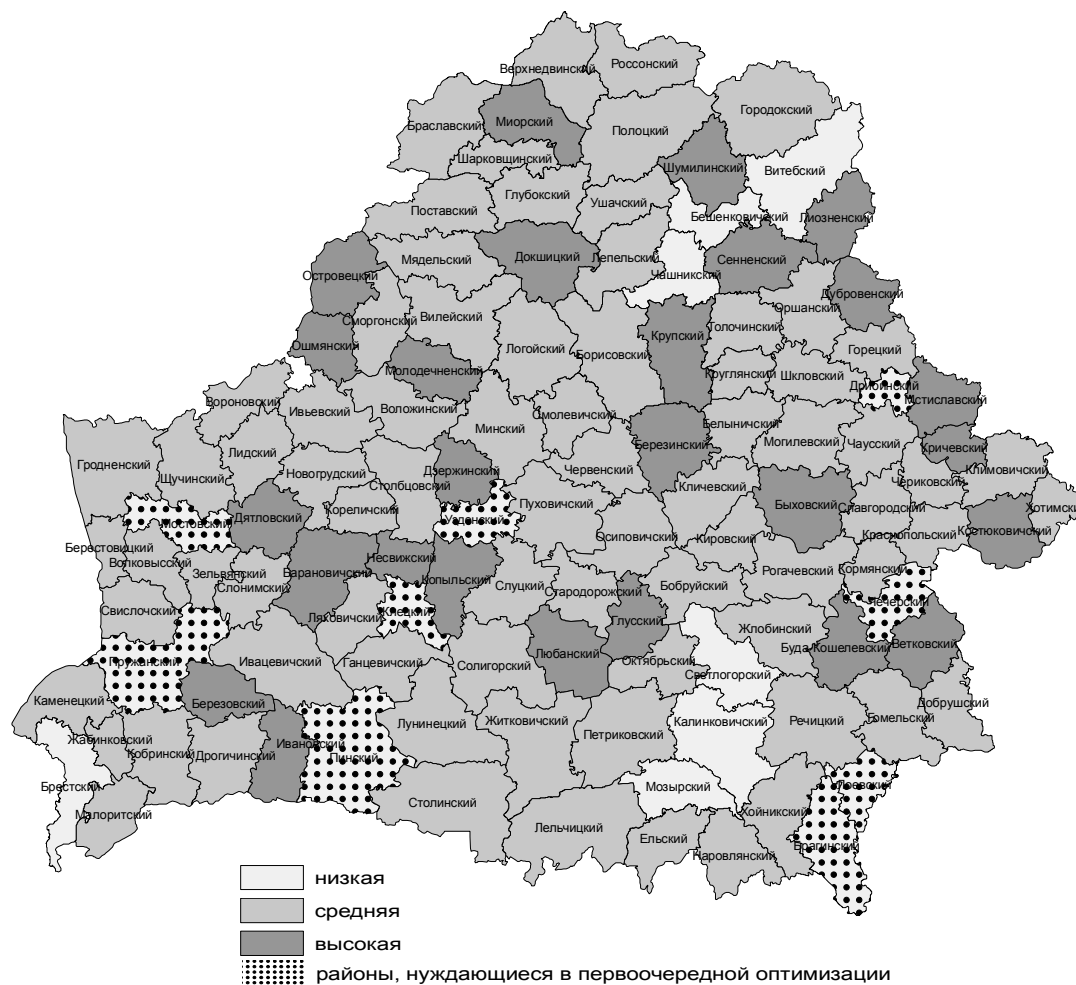 Верхнедвинский
Россонский
Городокский
Браславский
Миорский
Полоцкий
Шарковщинский
Шумилинский
Витебский
Глубокский
Ушачский
Поставский
Бешенковичский
Лиозненский
Мядельский
Докшицкий
Лепельский
Сенненский
Чашникский
Островецкий
Дубровенский
Оршанский
Сморгонский
Вилейский
Толочинский
Крупский
Ошмянский
Логойский
Борисовский
Горецкий
Молодечненский
Круглянский
Шкловский
Дрибинский
Мстиславский
Вороновский
Ивьевский
Воложинский
Смолевичский
Белыничский
Минский
Могилевский
Чаусский
Кричевский
Гродненский
Лидский
Березинский
Щучинский
Новогрудский
Дзержинский
Червенский
Климовичский
Столбцовский
Кличевский
Чериковский
Кореличский
Пуховичский
Быховский
Славгородский
Хотимский
Мостовский
Дятловский
Узденский
Осиповичский
Кировский
Краснопольский
Костюковичский
Берестовицкий
Волковысский
Несвижский
Зельвянский
Барановичский
Копыльский
Слонимский
Слуцкий
Стародорожский
Бобруйский
Рогачевский
Кормянский
Чечерский
Свислочский
Ляховичский
Клецкий
Глусский
Жлобинский
Буда-Кошелевский
Ветковский
Пружанский
Ивацевичский
Ганцевичский
Солигорский
Любанский
Октябрьский
Светлогорский
Каменецкий
Березовский
Добрушский
Лунинецкий
Житковичский
Калинковичский
Речицкий
Гомельский
Жабинковский
Кобринский
Дрогичинский
Ивановский
Пинский
Петриковский
Брестский
Мозырский
Лоевский
Малоритский
Столинский
Хойникский
Лельчицкий
Ельский
Наровлянский
Брагинский
низкая
средняя
высокая
районы, нуждающиеся в первоочередной оптимизации